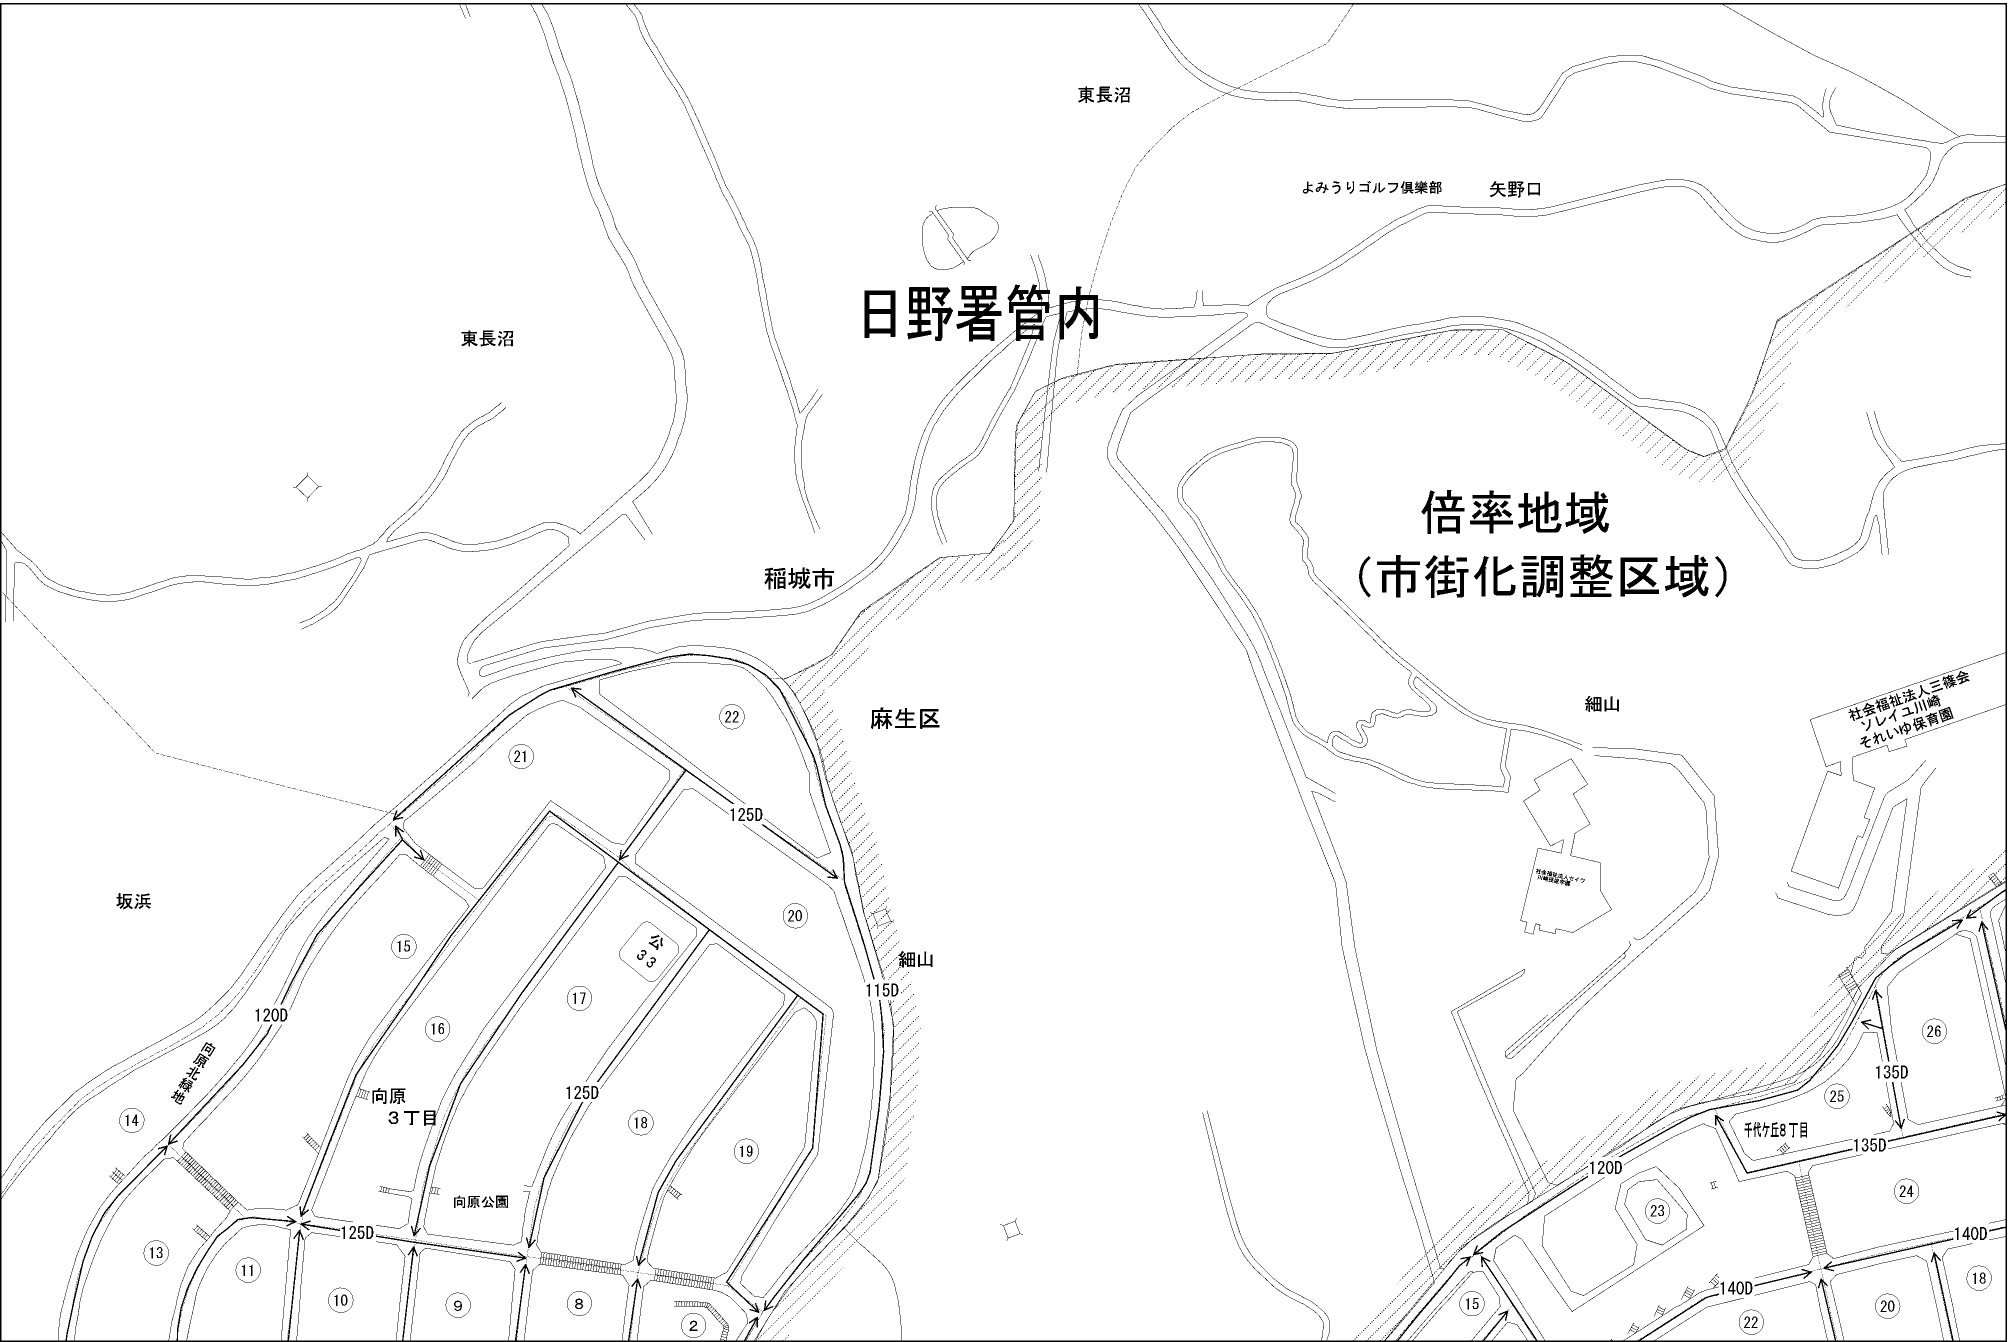 東長沼
よみうりゴルフ倶楽部
矢野口
日野署管内
東長沼
倍率地域
（市街化調整区域）
稲城市
麻生区
細山
社会福祉法人三篠会
ソレイユ川崎
それいゆ保育園
22
21
125D
坂浜
20
公
33
15
細山
115D
17
120D
16
26
向原北緑地
135D
125D
向原
３丁目
25
14
18
千代ケ丘８丁目
19
135D
120D
24
向原公園
23
125D
13
140D
11
18
140D
10
9
8
15
20
2
22